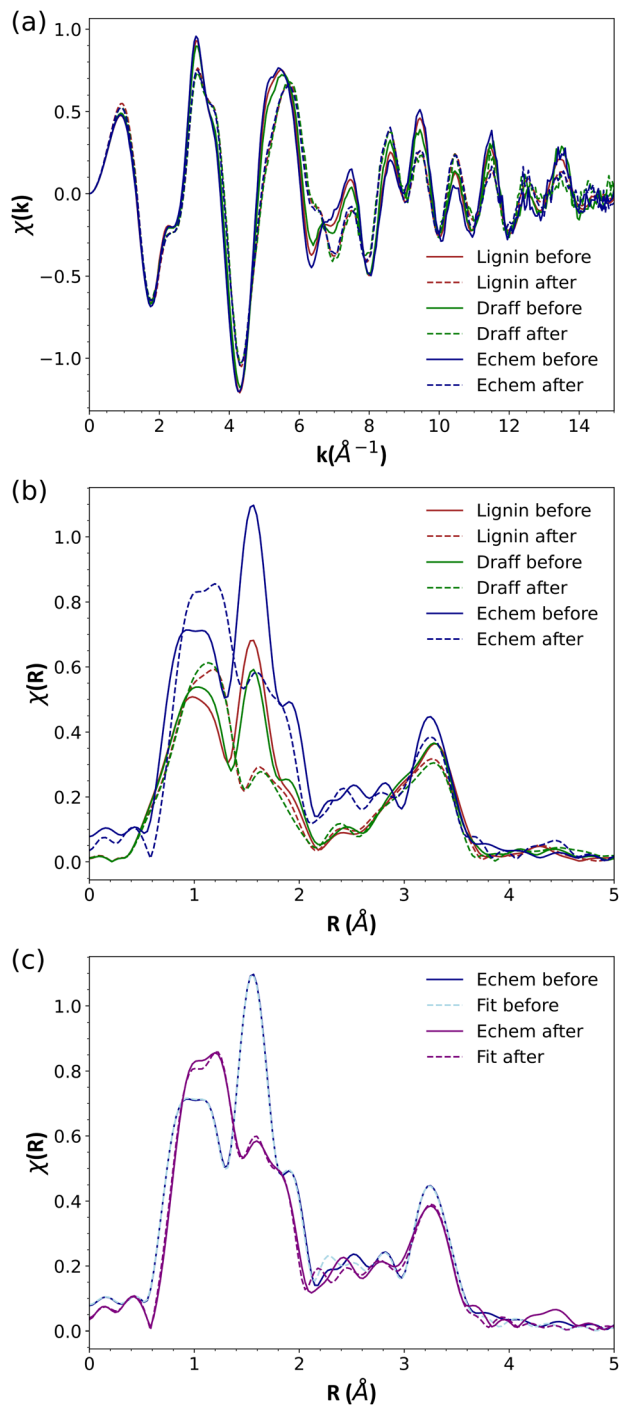 (a)
1.0
0.5
0.0
−0.5
−1.0
χ(k)
Lignin before
Lignin after
Draff before
Draff after
Echem before
Echem after
0 2 4 6 8 10 12 14
k(Å⁻¹)
(b)
1.0
0.8
0.6
0.4
0.2
0.0
χ(R)
Lignin before
Lignin after
Draff before
Draff after
Echem before
Echem after
0 1 2 3 4 5
R (Å)
(c)
1.0
0.8
0.6
0.4
0.2
0.0
χ(R)
Echem before
Fit before
Echem after
Fit after
0 1 2 3 4 5
R (Å)